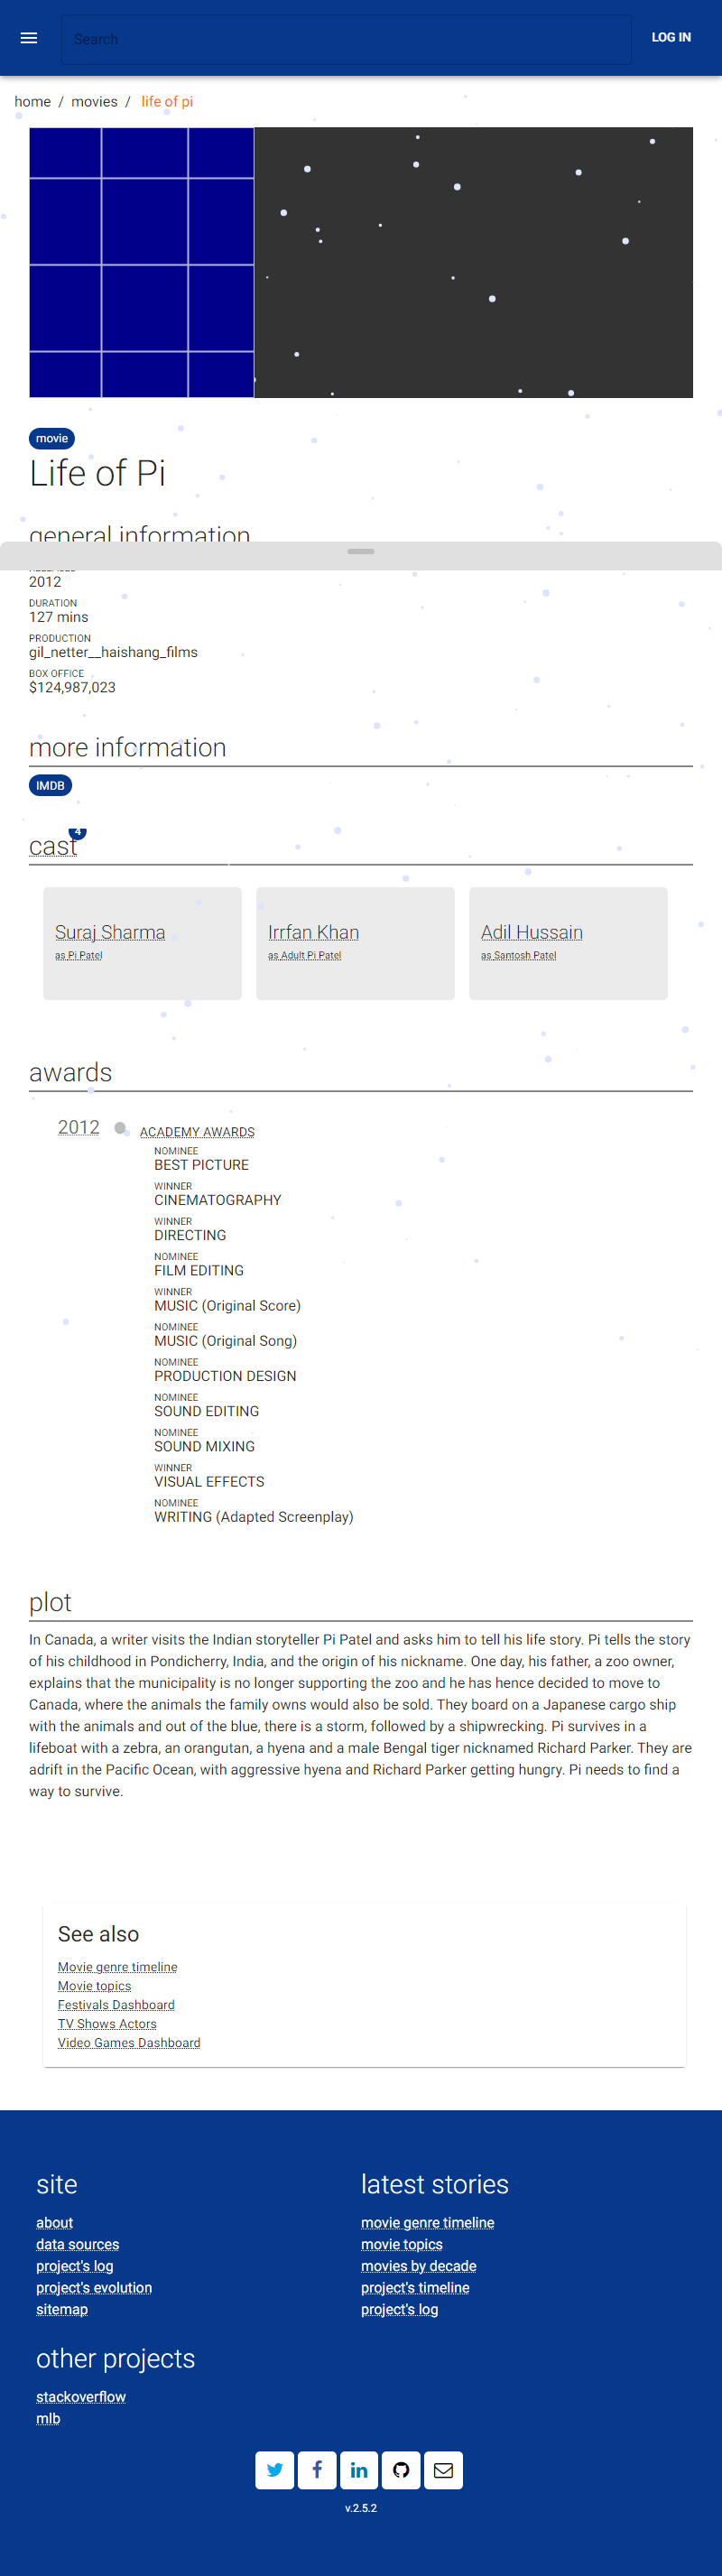 Search
LOG IN
home / movies / life of pi
movie
Life of Pi
general information
2012
DURATION
127 mins
PRODUCTION
gil_netter__haishang_films
BOX OFFICE
$124,987,023
more information
IMDB
cast 4
Suraj Sharma
as Pi Patel
Irrfan Khan
as Adult Pi Patel
Adil Hussain
as Santosh Patel
awards
2012
ACADEMY AWARDS
NOMINEE
BEST PICTURE
WINNER
CINEMATOGRAPHY
WINNER
DIRECTING
NOMINEE
FILM EDITING
WINNER
MUSIC (Original Score)
NOMINEE
MUSIC (Original Song)
NOMINEE
PRODUCTION DESIGN
NOMINEE
SOUND EDITING
NOMINEE
SOUND MIXING
WINNER
VISUAL EFFECTS
NOMINEE
WRITING (Adapted Screenplay)
plot
In Canada, a writer visits the Indian storyteller Pi Patel and asks him to tell his life story. Pi tells the story
of his childhood in Pondicherry, India, and the origin of his nickname. One day, his father, a zoo owner,
explains that the municipality is no longer supporting the zoo and he has hence decided to move to
Canada, where the animals the family owns would also be sold. They board on a Japanese cargo ship
with the animals and out of the blue, there is a storm, followed by a shipwrecking. Pi survives in a
lifeboat with a zebra, an orangutan, a hyena and a male Bengal tiger nicknamed Richard Parker. They are
adrift in the Pacific Ocean, with aggressive hyena and Richard Parker getting hungry. Pi needs to find a
way to survive.
See also
Movie genre timeline
Movie topics
Festivals Dashboard
TV Shows Actors
Video Games Dashboard
site
about
data sources
project's log
project's evolution
sitemap
latest stories
movie genre timeline
movie topics
movies by decade
project's timeline
project's log
other projects
stackoverflow
mlb
v.2.5.2